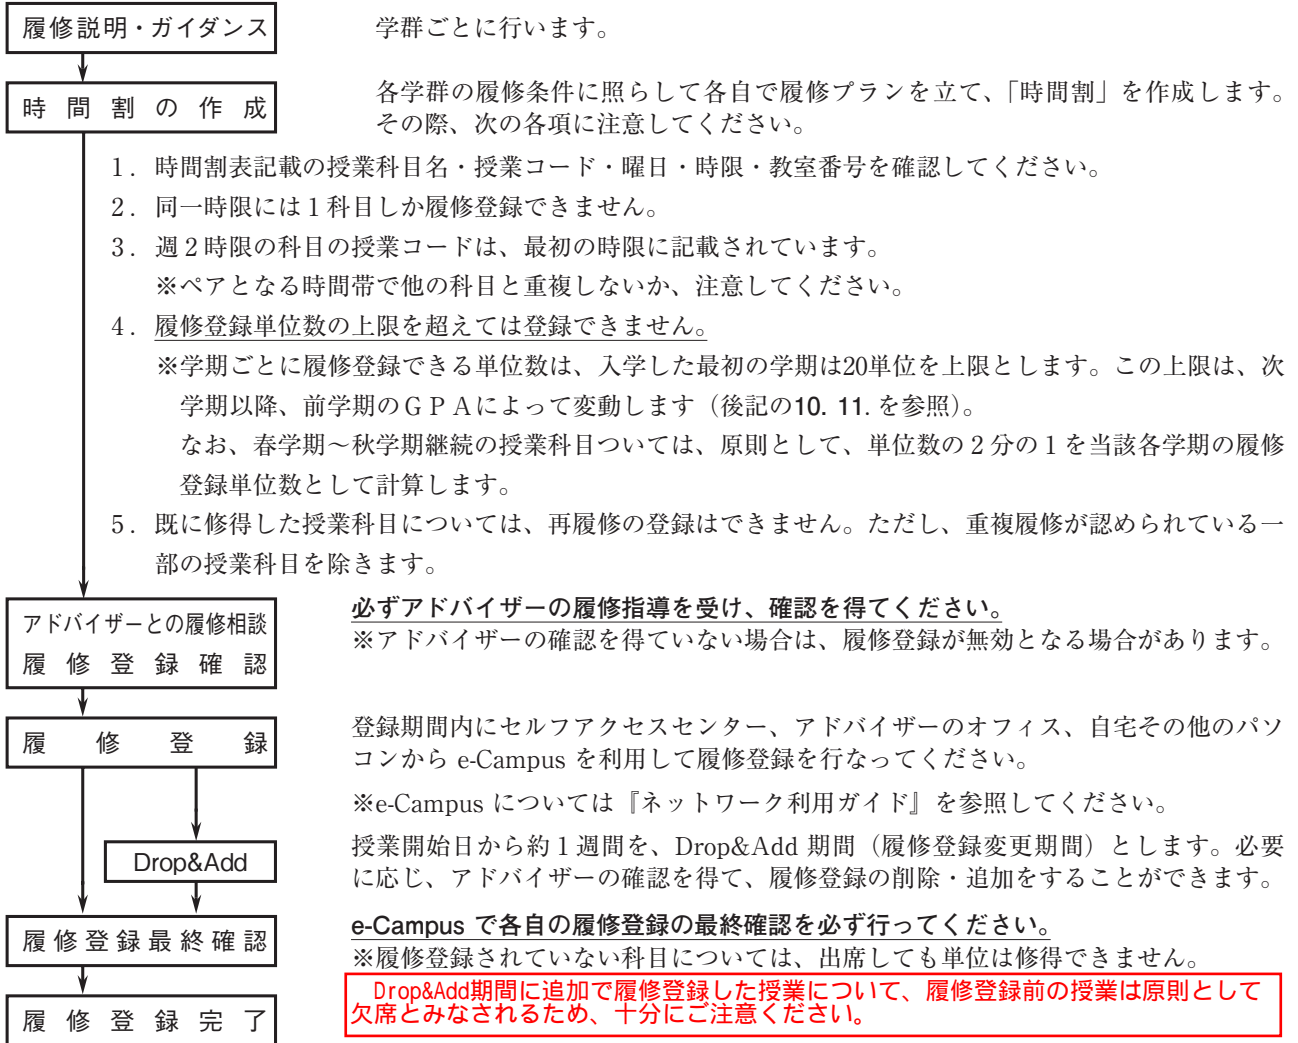 履修説明・ガイダンス
学群ごとに行います。
時間割の作成
各学群の履修条件に照らして各自で履修プランを立て、「時間割」を作成します。
その際、次の各項に注意してください。
1. 時間割表記載の授業科目名・授業コード・曜日・時限・教室番号を確認してください。
2. 同一時限には1科目しか履修登録できません。
3. 週2時限の科目の授業コードは、最初の時限に記載されています。
※ペアとなる時間帯で他の科目と重複しないか、注意してください。
4. 履修登録単位数の上限を超えては登録できません。
※学期ごとに履修登録できる単位数は、入学した最初の学期は20単位を上限とします。この上限は、次
学期以降、前学期のＧＰＡによって変動します（後記の10. 11. を参照）。
なお、春学期～秋学期継続の授業科目ついては、原則として、単位数の2分の1を当該各学期の履修
登録単位数として計算します。
5. 既に修得した授業科目については、再履修の登録はできません。ただし、重複履修が認められている一
部の授業科目を除きます。
アドバイザーとの履修相談
履修登録確認
必ずアドバイザーの履修指導を受け、確認を得てください。
※アドバイザーの確認を得ていない場合は、履修登録が無効となる場合があります。
履修登録
登録期間内にセルフアクセスセンター、アドバイザーのオフィス、自宅その他のパソ
コンから e-Campus を利用して履修登録を行なってください。
※e-Campus については『ネットワーク利用ガイド』を参照してください。
Drop&Add
授業開始日から約1週間を、Drop&Add 期間（履修登録変更期間）とします。必要
に応じ、アドバイザーの確認を得て、履修登録の削除・追加をすることができます。
履修登録最終確認
e-Campus で各自の履修登録の最終確認を必ず行ってください。
※履修登録されていない科目については、出席しても単位は修得できません。
Drop&Add期間に追加で履修登録した授業について、履修登録前の授業は原則として
欠席とみなされるため、十分にご注意ください。
履修登録完了